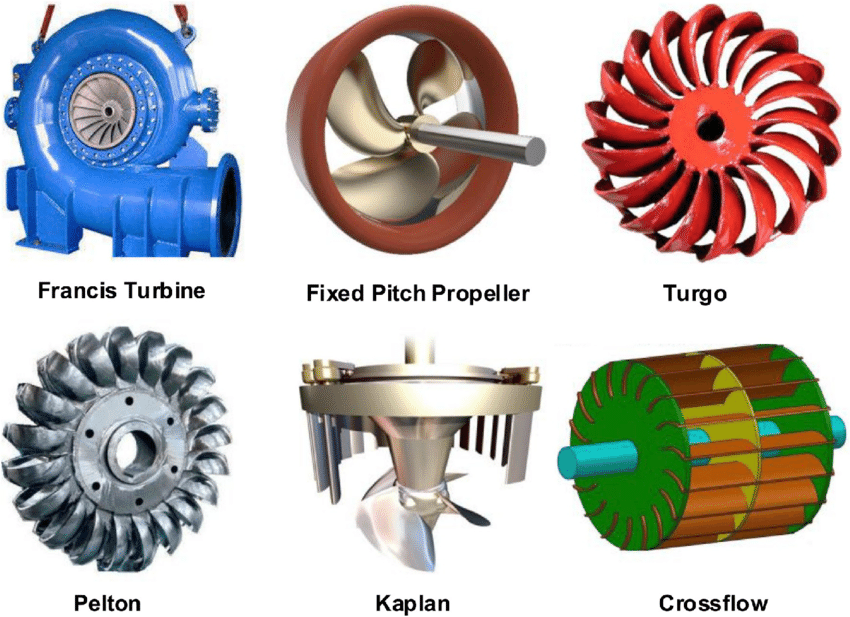 Francis Turbine
Fixed Pitch Propeller
Turgo
Pelton
Kaplan
Crossflow